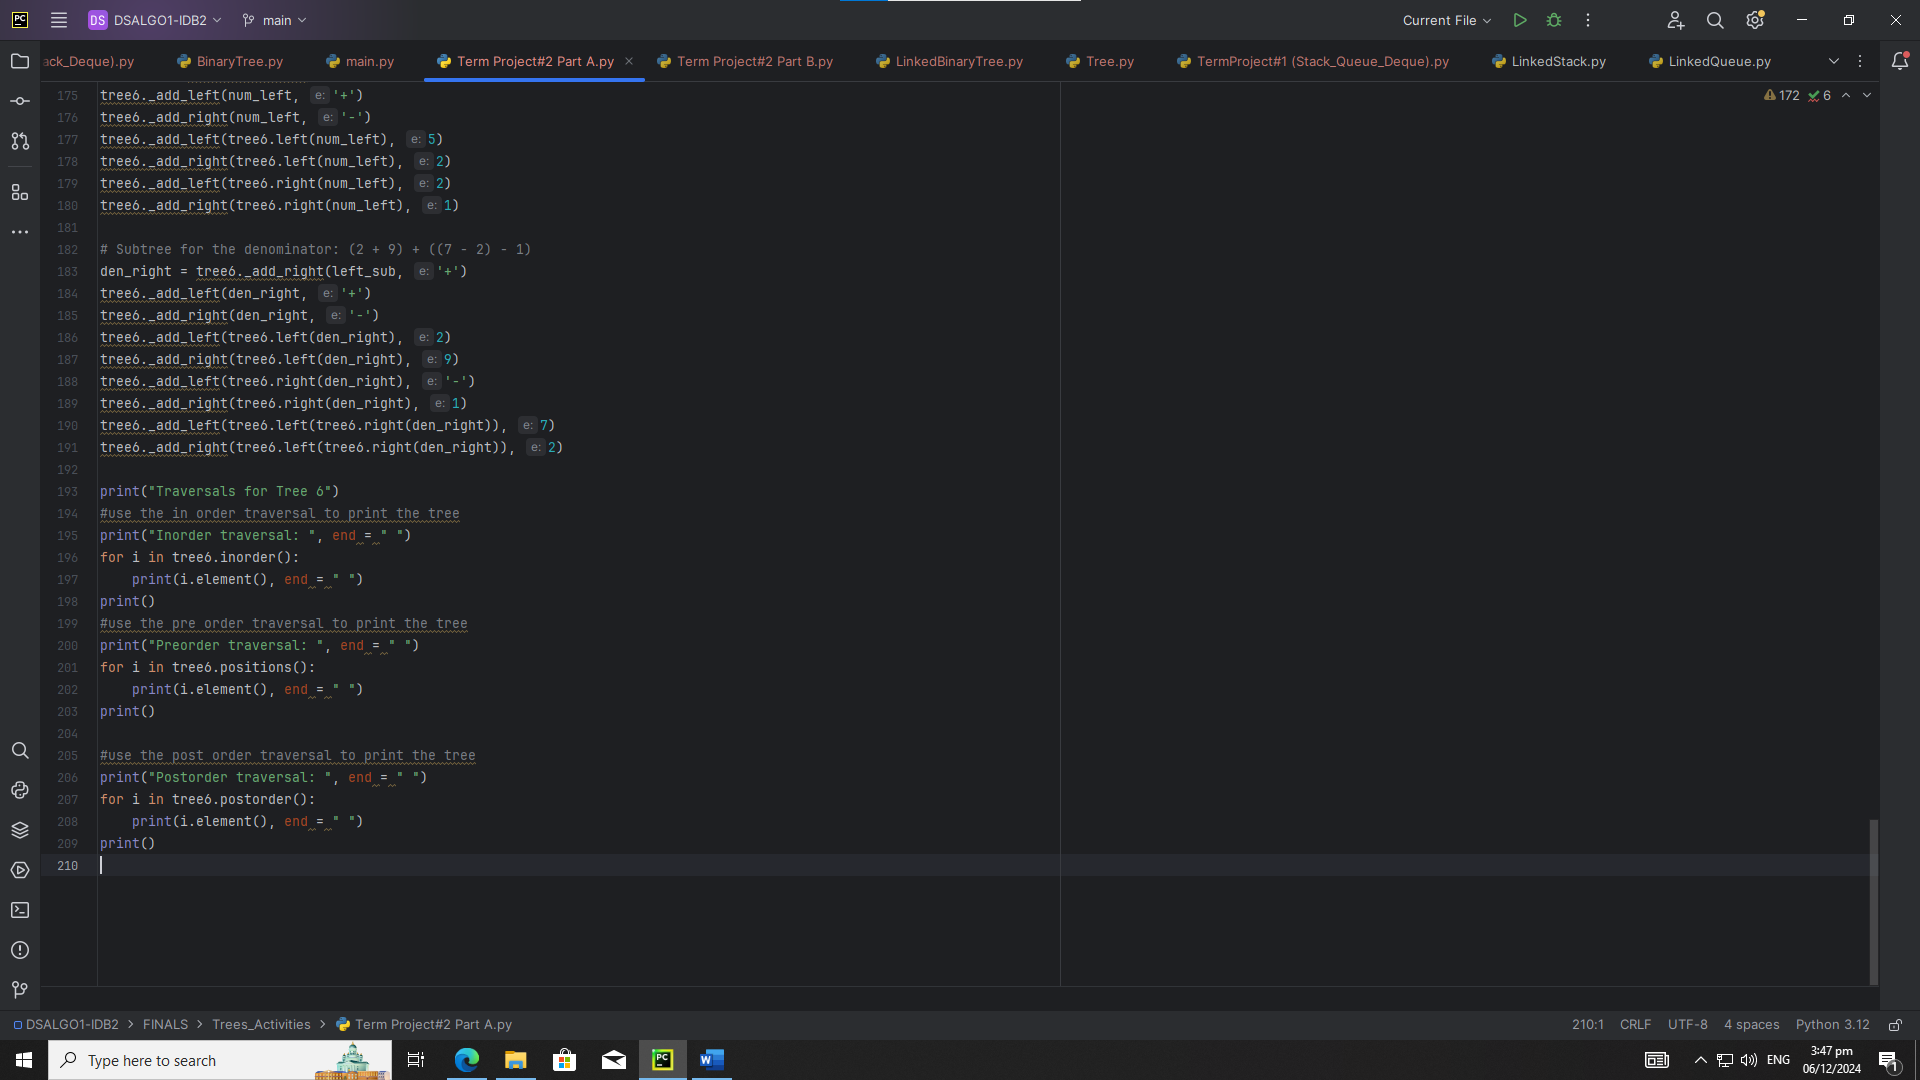 PC DS DSALGO1-IDB2 main Current File
ack_Deque).py BinaryTree.py main.py Term Project#2 Part A.py Term Project#2 Part B.py LinkedBinaryTree.py Tree.py TermProject#1 (Stack_Queue_Deque).py LinkedStack.py LinkedQueue.py
172 6
175 tree6._add_left(num_left, e: '+')
176 tree6._add_right(num_left, e: '-')
177 tree6._add_left(tree6.left(num_left), e: 5)
178 tree6._add_right(tree6.left(num_left), e: 2)
179 tree6._add_left(tree6.right(num_left), e: 2)
180 tree6._add_right(tree6.right(num_left), e: 1)
181
182 # Subtree for the denominator: (2 + 9) + ((7 - 2) - 1)
183 den_right = tree6._add_right(left_sub, e: '+')
184 tree6._add_left(den_right, e: '+')
185 tree6._add_right(den_right, e: '-')
186 tree6._add_left(tree6.left(den_right), e: 2)
187 tree6._add_right(tree6.left(den_right), e: 9)
188 tree6._add_left(tree6.right(den_right), e: '-')
189 tree6._add_right(tree6.right(den_right), e: 1)
190 tree6._add_left(tree6.left(tree6.right(den_right)), e: 7)
191 tree6._add_right(tree6.left(tree6.right(den_right)), e: 2)
192
193 print("Traversals for Tree 6")
194 #use the in order traversal to print the tree
195 print("Inorder traversal: ", end = " ")
196 for i in tree6.inorder():
197 print(i.element(), end = " ")
198 print()
199 #use the pre order traversal to print the tree
200 print("Preorder traversal: ", end = " ")
201 for i in tree6.positions():
202 print(i.element(), end = " ")
203 print()
204
205 #use the post order traversal to print the tree
206 print("Postorder traversal: ", end = " ")
207 for i in tree6.postorder():
208 print(i.element(), end = " ")
209 print()
210
DSALGO1-IDB2 > FINALS > Trees_Activities > Term Project#2 Part A.py 210:1 CRLF UTF-8 4 spaces Python 3.12
Type here to search PC W ENG 3:47 pm
06/12/2024 1